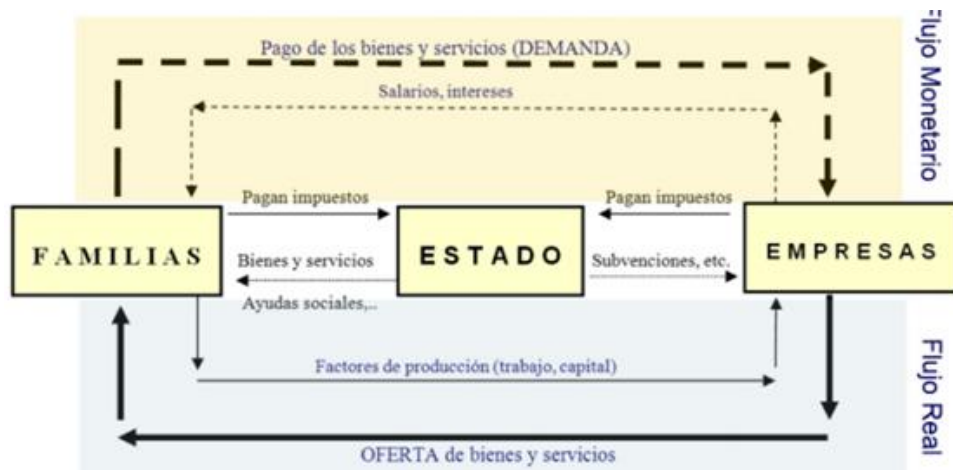 Pago de los bienes y servicios (DEMANDA)
Salarios, intereses
Flujo Monetario
Pagan impuestos
Pagan impuestos
FAMILIAS
ESTADO
EMPRESAS
Bienes y servicios
Subvenciones, etc.
Ayudas sociales,..
Factores de producción (trabajo, capital)
Flujo Real
OFERTA de bienes y servicios